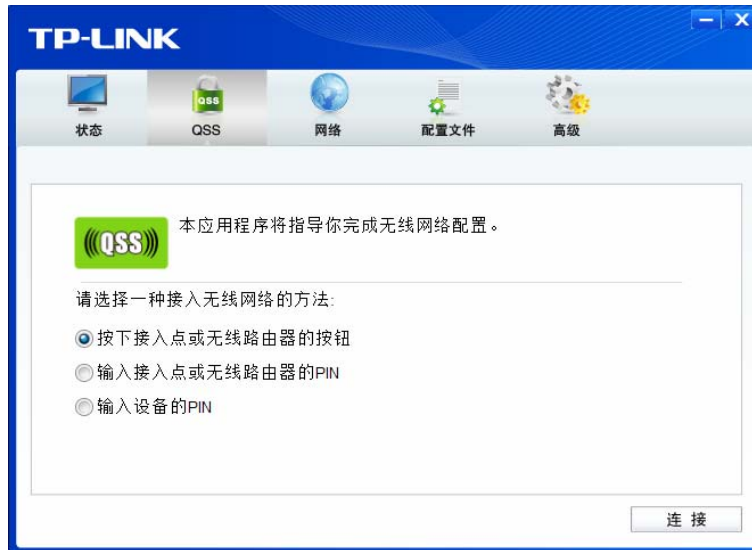 TP-LINK
状态
QSS
QSS
网络
配置文件
高级
QSS
本应用程序将指导你完成无线网络配置。
请选择一种接入无线网络的方法:
按下接入点或无线路由器的按钮
输入接入点或无线路由器的PIN
输入设备的PIN
连接